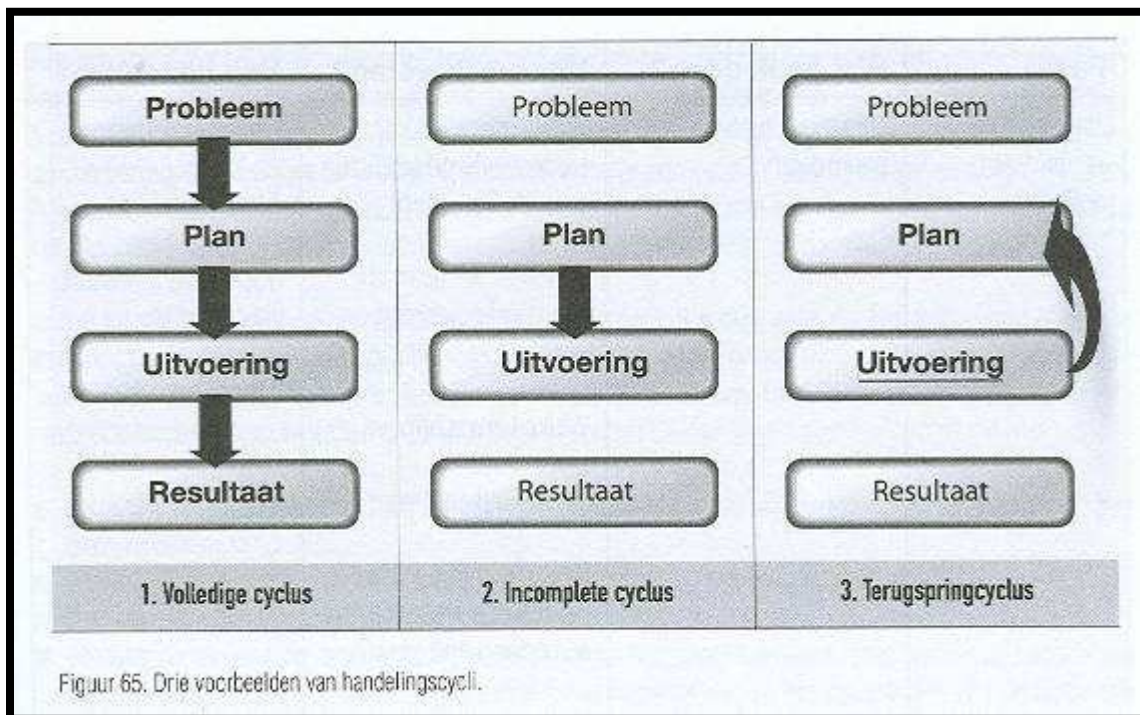 Probleem
Plan
Uitvoering
Resultaat
1. Volledige cyclus
Probleem
Plan
Uitvoering
Resultaat
2. Incomplete cyclus
Probleem
Plan
Uitvoering
Resultaat
3. Terugspringcyclus
Figuur 65. Drie voorbeelden van handelingscycli.